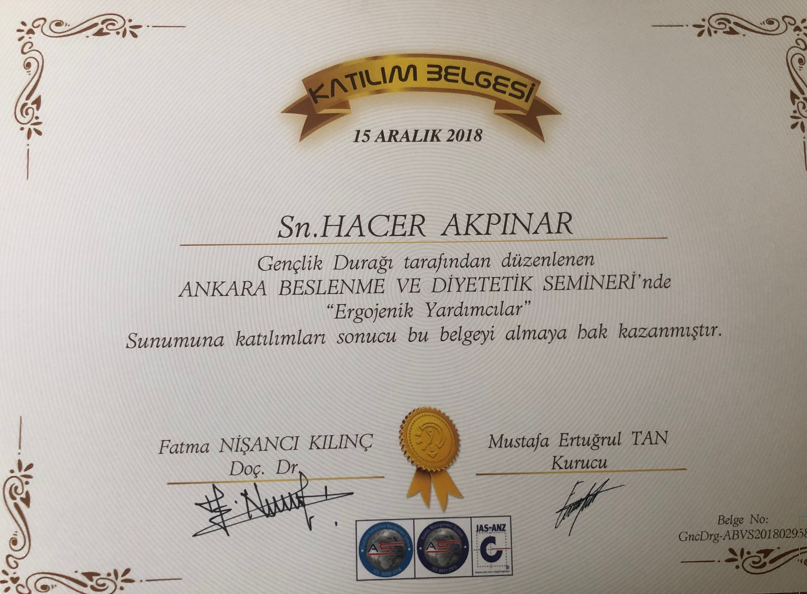 KATILIM BELGESİ
15 ARALIK 2018
Sn.HACER AKPINAR
Gençlik Durağı tarafından düzenlenen
ANKARA BESLENME VE DİYETETİK SEMİNERİ’nde
“Ergojenik Yardımcılar”
Sunumuna katılımları sonucu bu belgeyi almaya hak kazanmıştır.
Fatma NİŞANCI KILINÇ
Doç. Dr.
Mustafa Ertuğrul TAN
Kurucu
JAS-ANZ
Belge No:
GncDrg-ABVS201802958